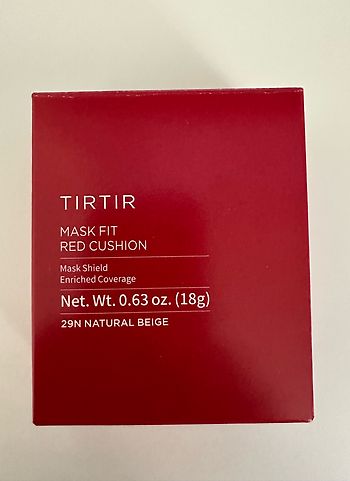 TIRTIR
MASK FIT
RED CUSHION
Mask Shield
Enriched Coverage
Net. Wt. 0.63 oz. (18g)
29N NATURAL BEIGE